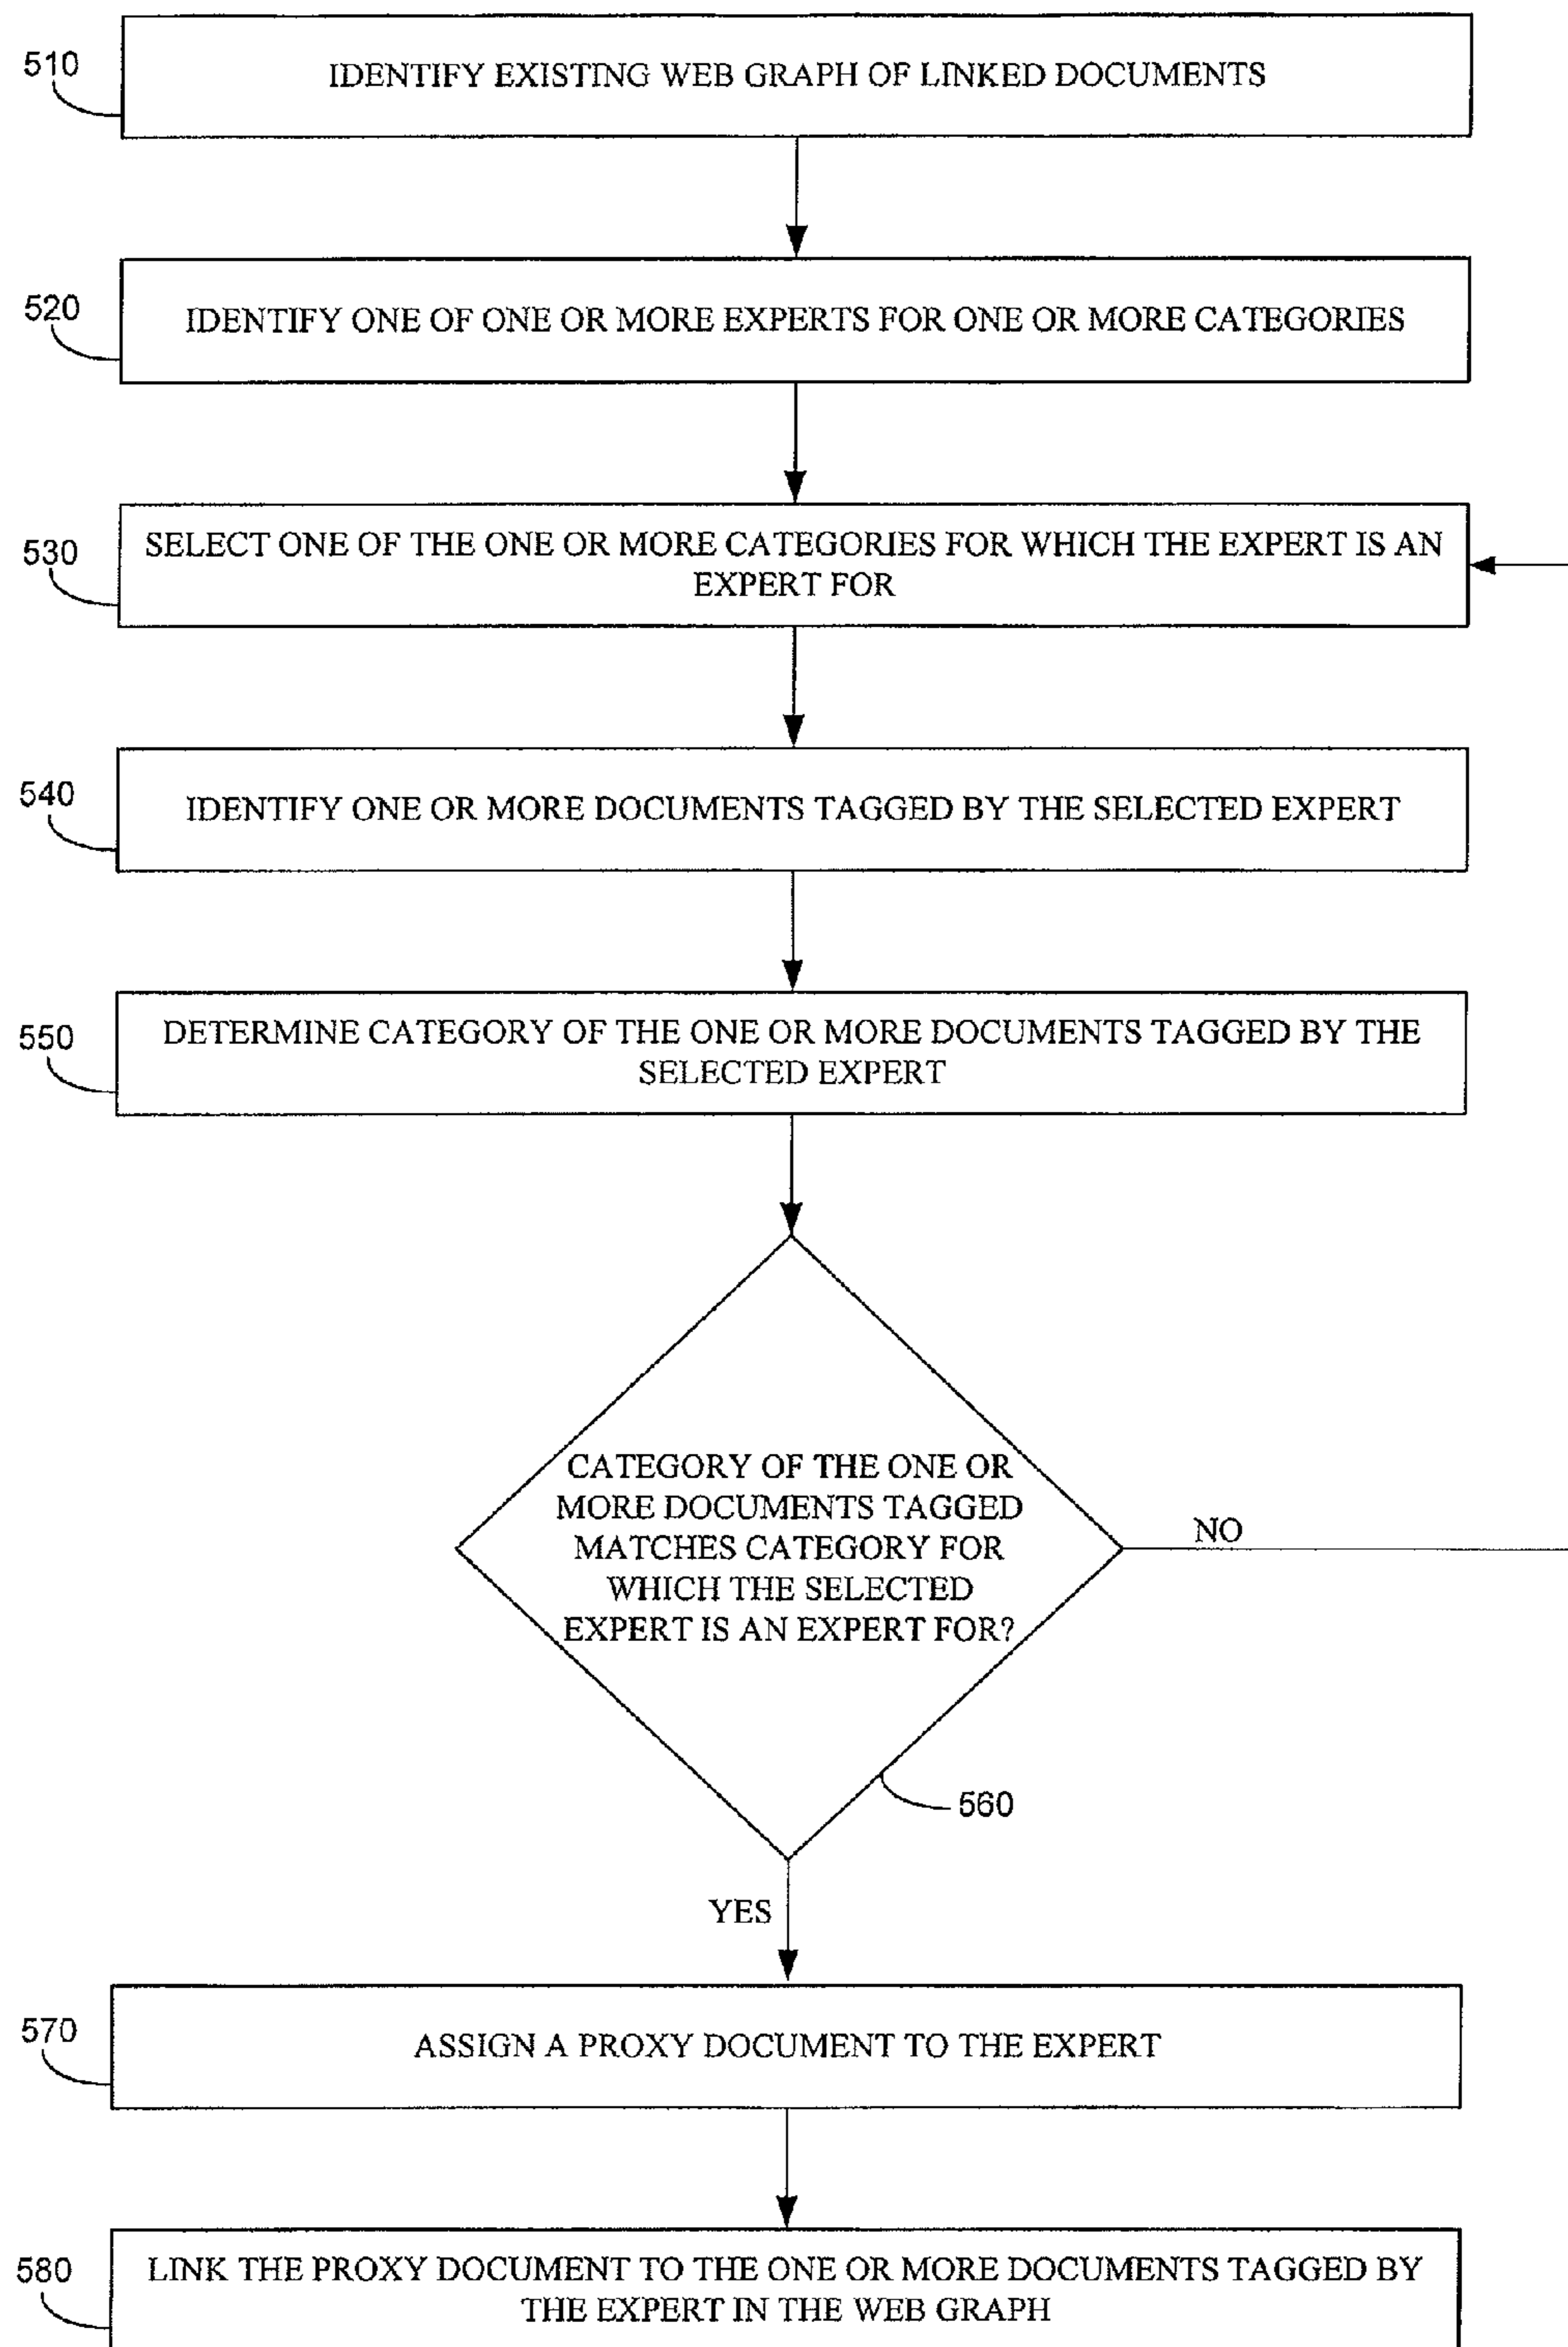 510
IDENTIFY EXISTING WEB GRAPH OF LINKED DOCUMENTS
520
IDENTIFY ONE OF ONE OR MORE EXPERTS FOR ONE OR MORE CATEGORIES
530
SELECT ONE OF THE ONE OR MORE CATEGORIES FOR WHICH THE EXPERT IS AN
EXPERT FOR
540
IDENTIFY ONE OR MORE DOCUMENTS TAGGED BY THE SELECTED EXPERT
550
DETERMINE CATEGORY OF THE ONE OR MORE DOCUMENTS TAGGED BY THE
SELECTED EXPERT
CATEGORY OF THE ONE OR
MORE DOCUMENTS TAGGED
MATCHES CATEGORY FOR
WHICH THE SELECTED
EXPERT IS AN EXPERT FOR?
NO
560
YES
570
ASSIGN A PROXY DOCUMENT TO THE EXPERT
580
LINK THE PROXY DOCUMENT TO THE ONE OR MORE DOCUMENTS TAGGED BY
THE EXPERT IN THE WEB GRAPH